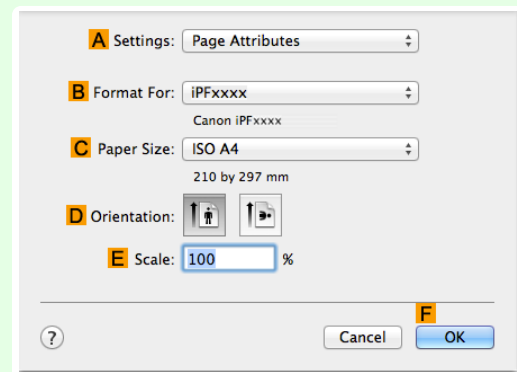 A Settings: Page Attributes
B Format For: iPFxxxx
Canon iPFxxxx
C Paper Size: ISO A4
210 by 297 mm
D Orientation:
E Scale: 100 %
F
? Cancel OK